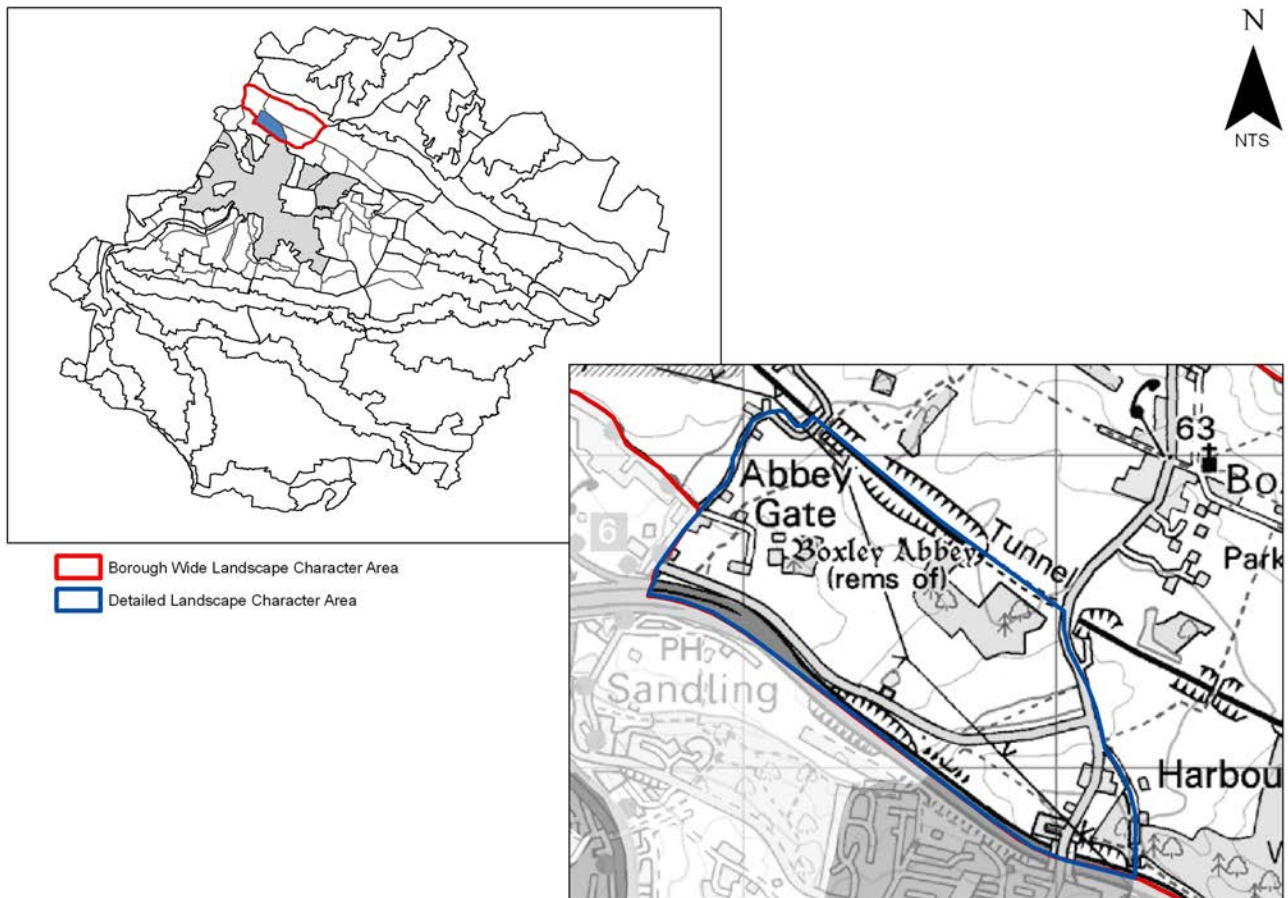 N
NTS
Borough Wide Landscape Character Area
Detailed Landscape Character Area
63
Abbey
Gate
Bo
Tunnel
6
Boxley Abbey
(rems of)
Park
PH
Sandling
Harbou
V